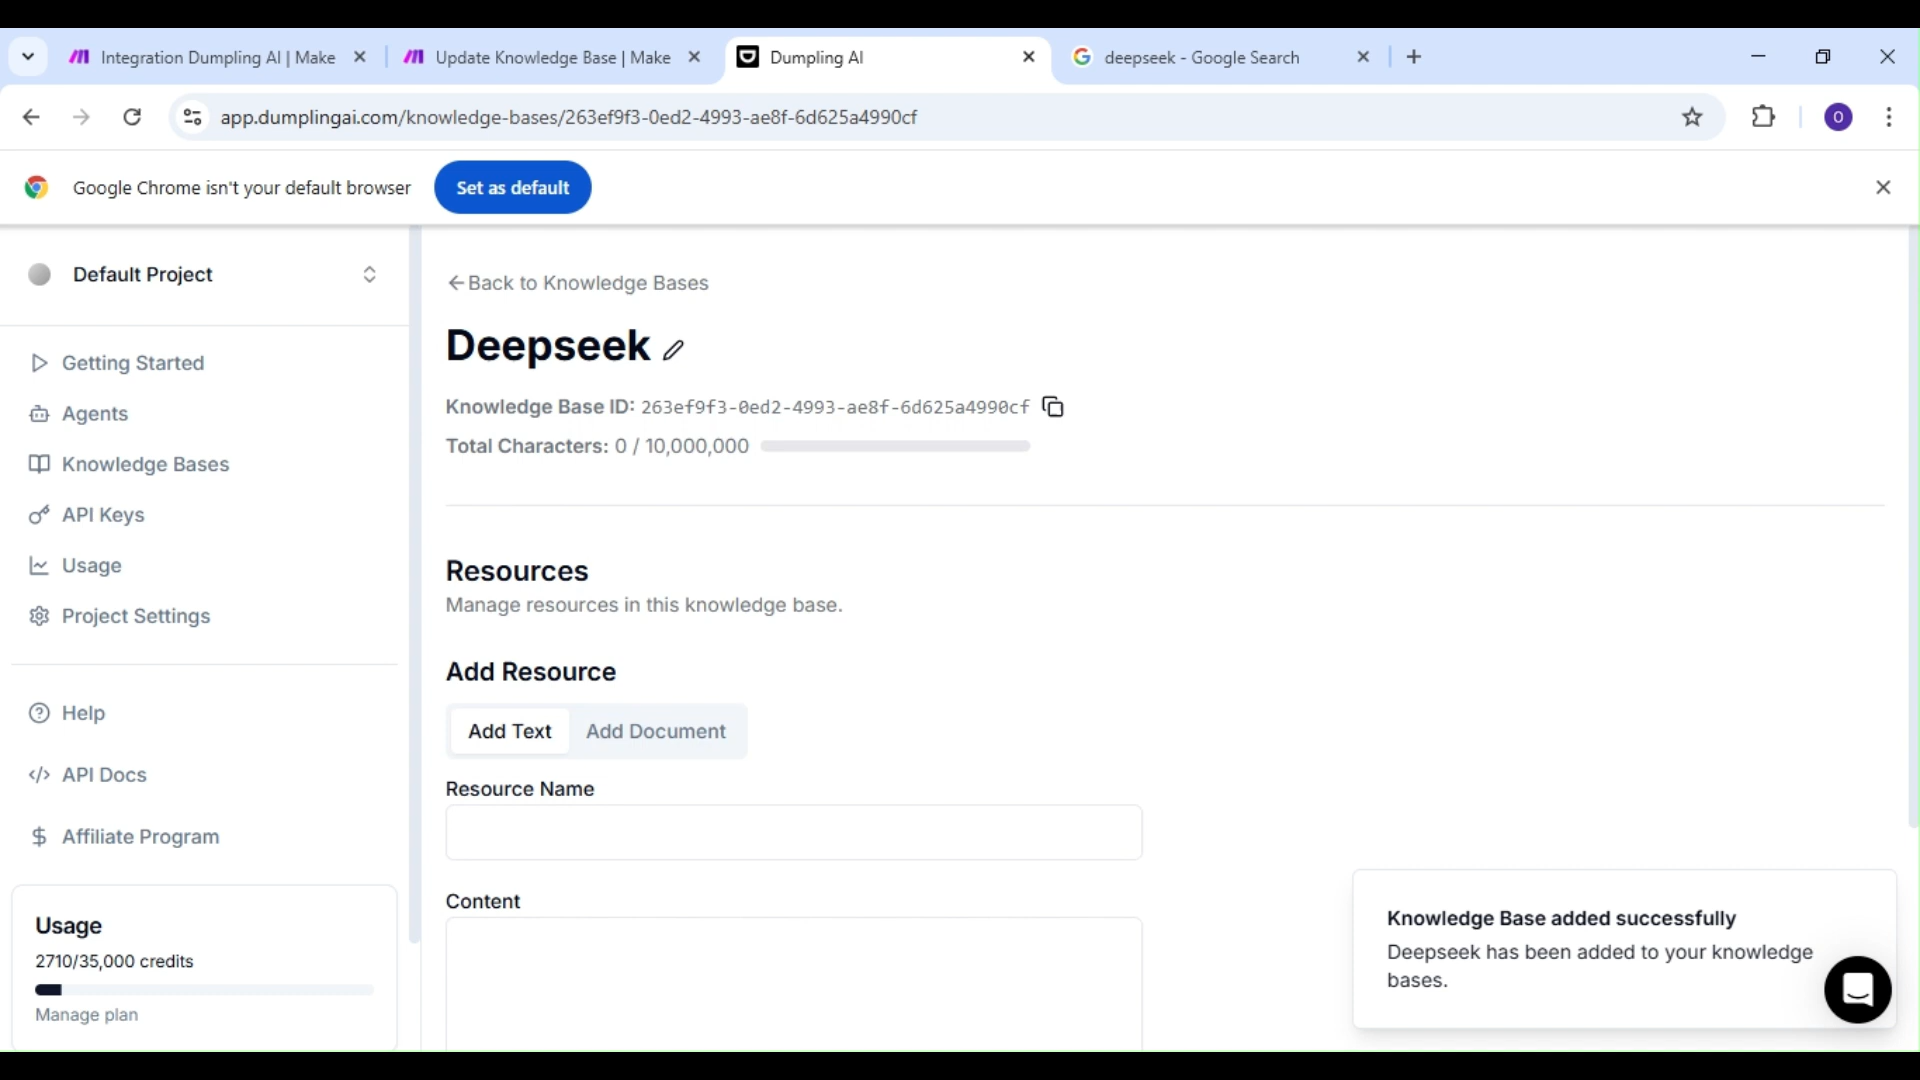 Integration Dumpling AI | Make
Update Knowledge Base | Make
Dumpling AI
deepseek - Google Search
app.dumplingai.com/knowledge-bases/263ef9f3-0ed2-4993-ae8f-6d625a4990cf
O
Google Chrome isn't your default browser
Set as default
Default Project
Getting Started
Agents
Knowledge Bases
API Keys
Usage
Project Settings
Help
API Docs
Affiliate Program
Usage
2710/35,000 credits
Manage plan
Back to Knowledge Bases
Deepseek
Knowledge Base ID: 263ef9f3-0ed2-4993-ae8f-6d625a4990cf
Total Characters: 0 / 10,000,000
Resources
Manage resources in this knowledge base.
Add Resource
Add Text
Add Document
Resource Name
Content
Knowledge Base added successfully
Deepseek has been added to your knowledge
bases.